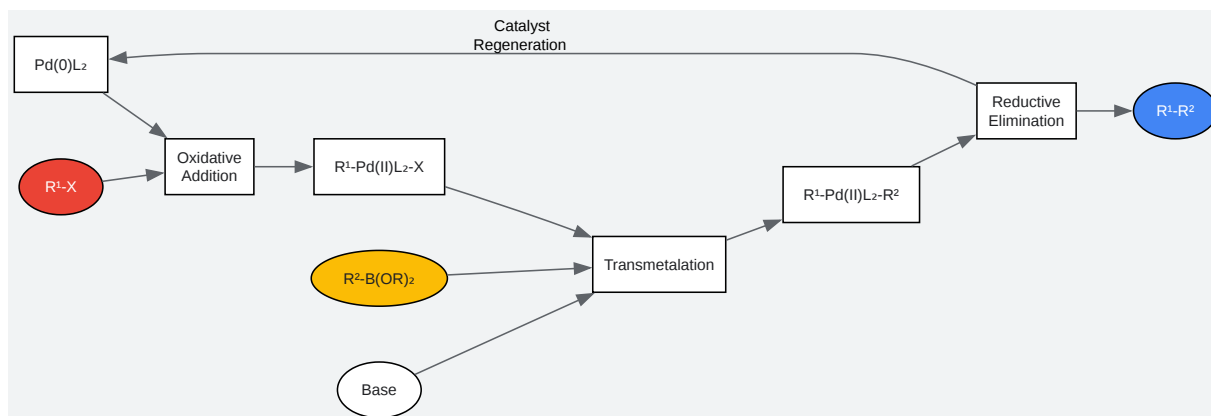 Catalyst
Regeneration
Pd(0)L₂
R¹-X
Oxidative
Addition
R¹-Pd(II)L₂-X
R²-B(OR)₂
Base
Transmetalation
R¹-Pd(II)L₂-R²
Reductive
Elimination
R¹-R²